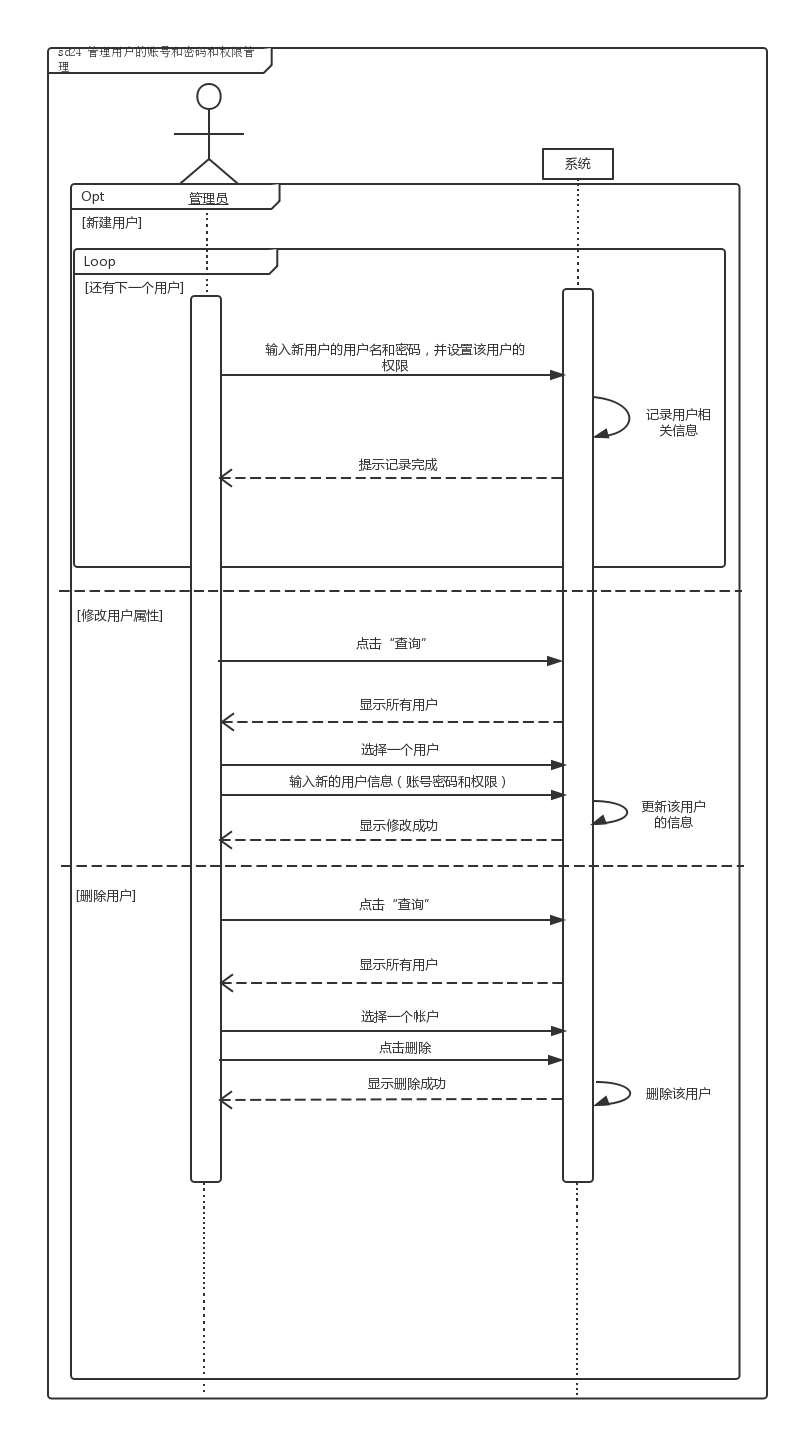 sd24 管理用户的账号和密码和权限管
理
系统
Opt
管理员
[新建用户]
Loop
[还有下一个用户]
输入新用户的用户名和密码，并设置该用户的
权限
记录用户相
关信息
提示记录完成
[修改用户属性]
点击“查询”
显示所有用户
选择一个用户
输入新的用户信息（账号密码和权限）
更新该用户
的信息
显示修改成功
[删除用户]
点击“查询”
显示所有用户
选择一个帐户
点击删除
显示删除成功
删除该用户